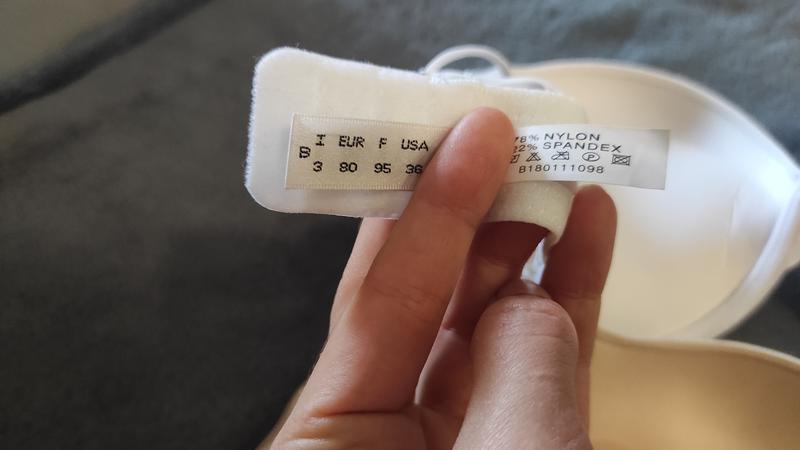 I EUR F USA
B
3 80 95 36
78% NYLON
22% SPANDEX
B180111098